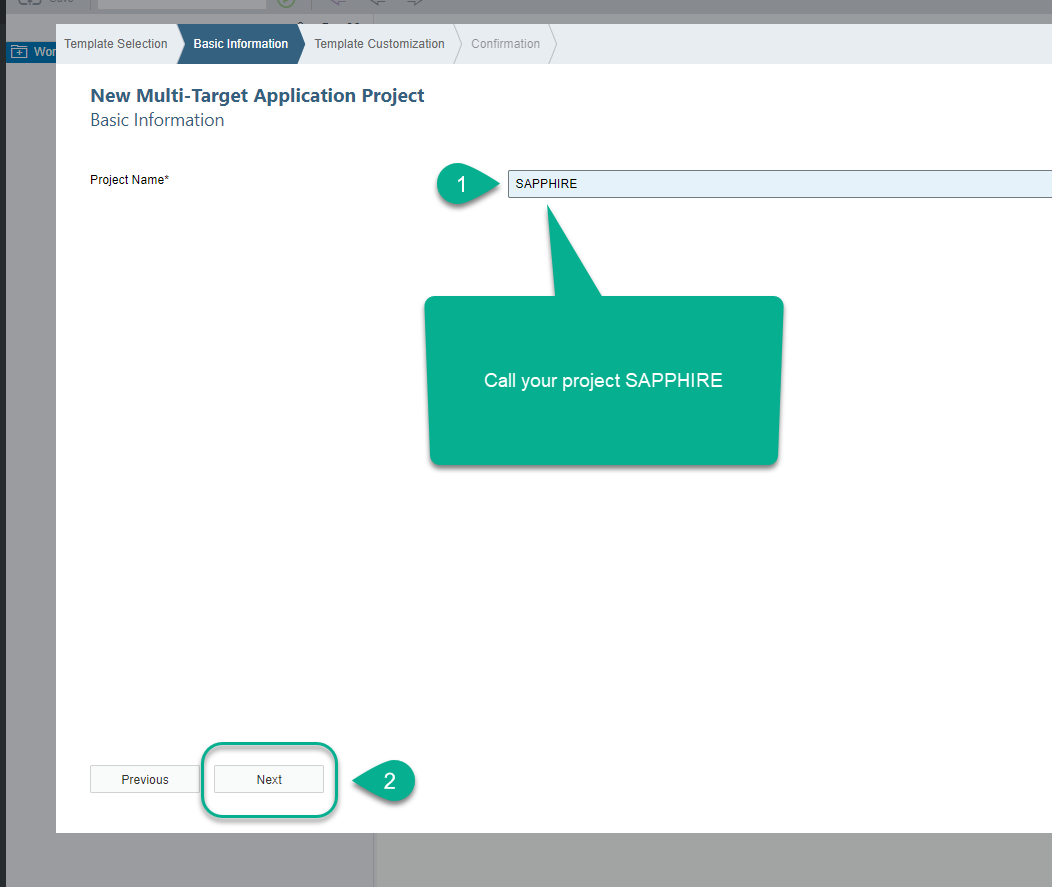 Template Selection
Basic Information
Template Customization
Confirmation
New Multi-Target Application Project
Basic Information
Project Name*
1
SAPPHIRE
Call your project SAPPHIRE
Previous
Next
2